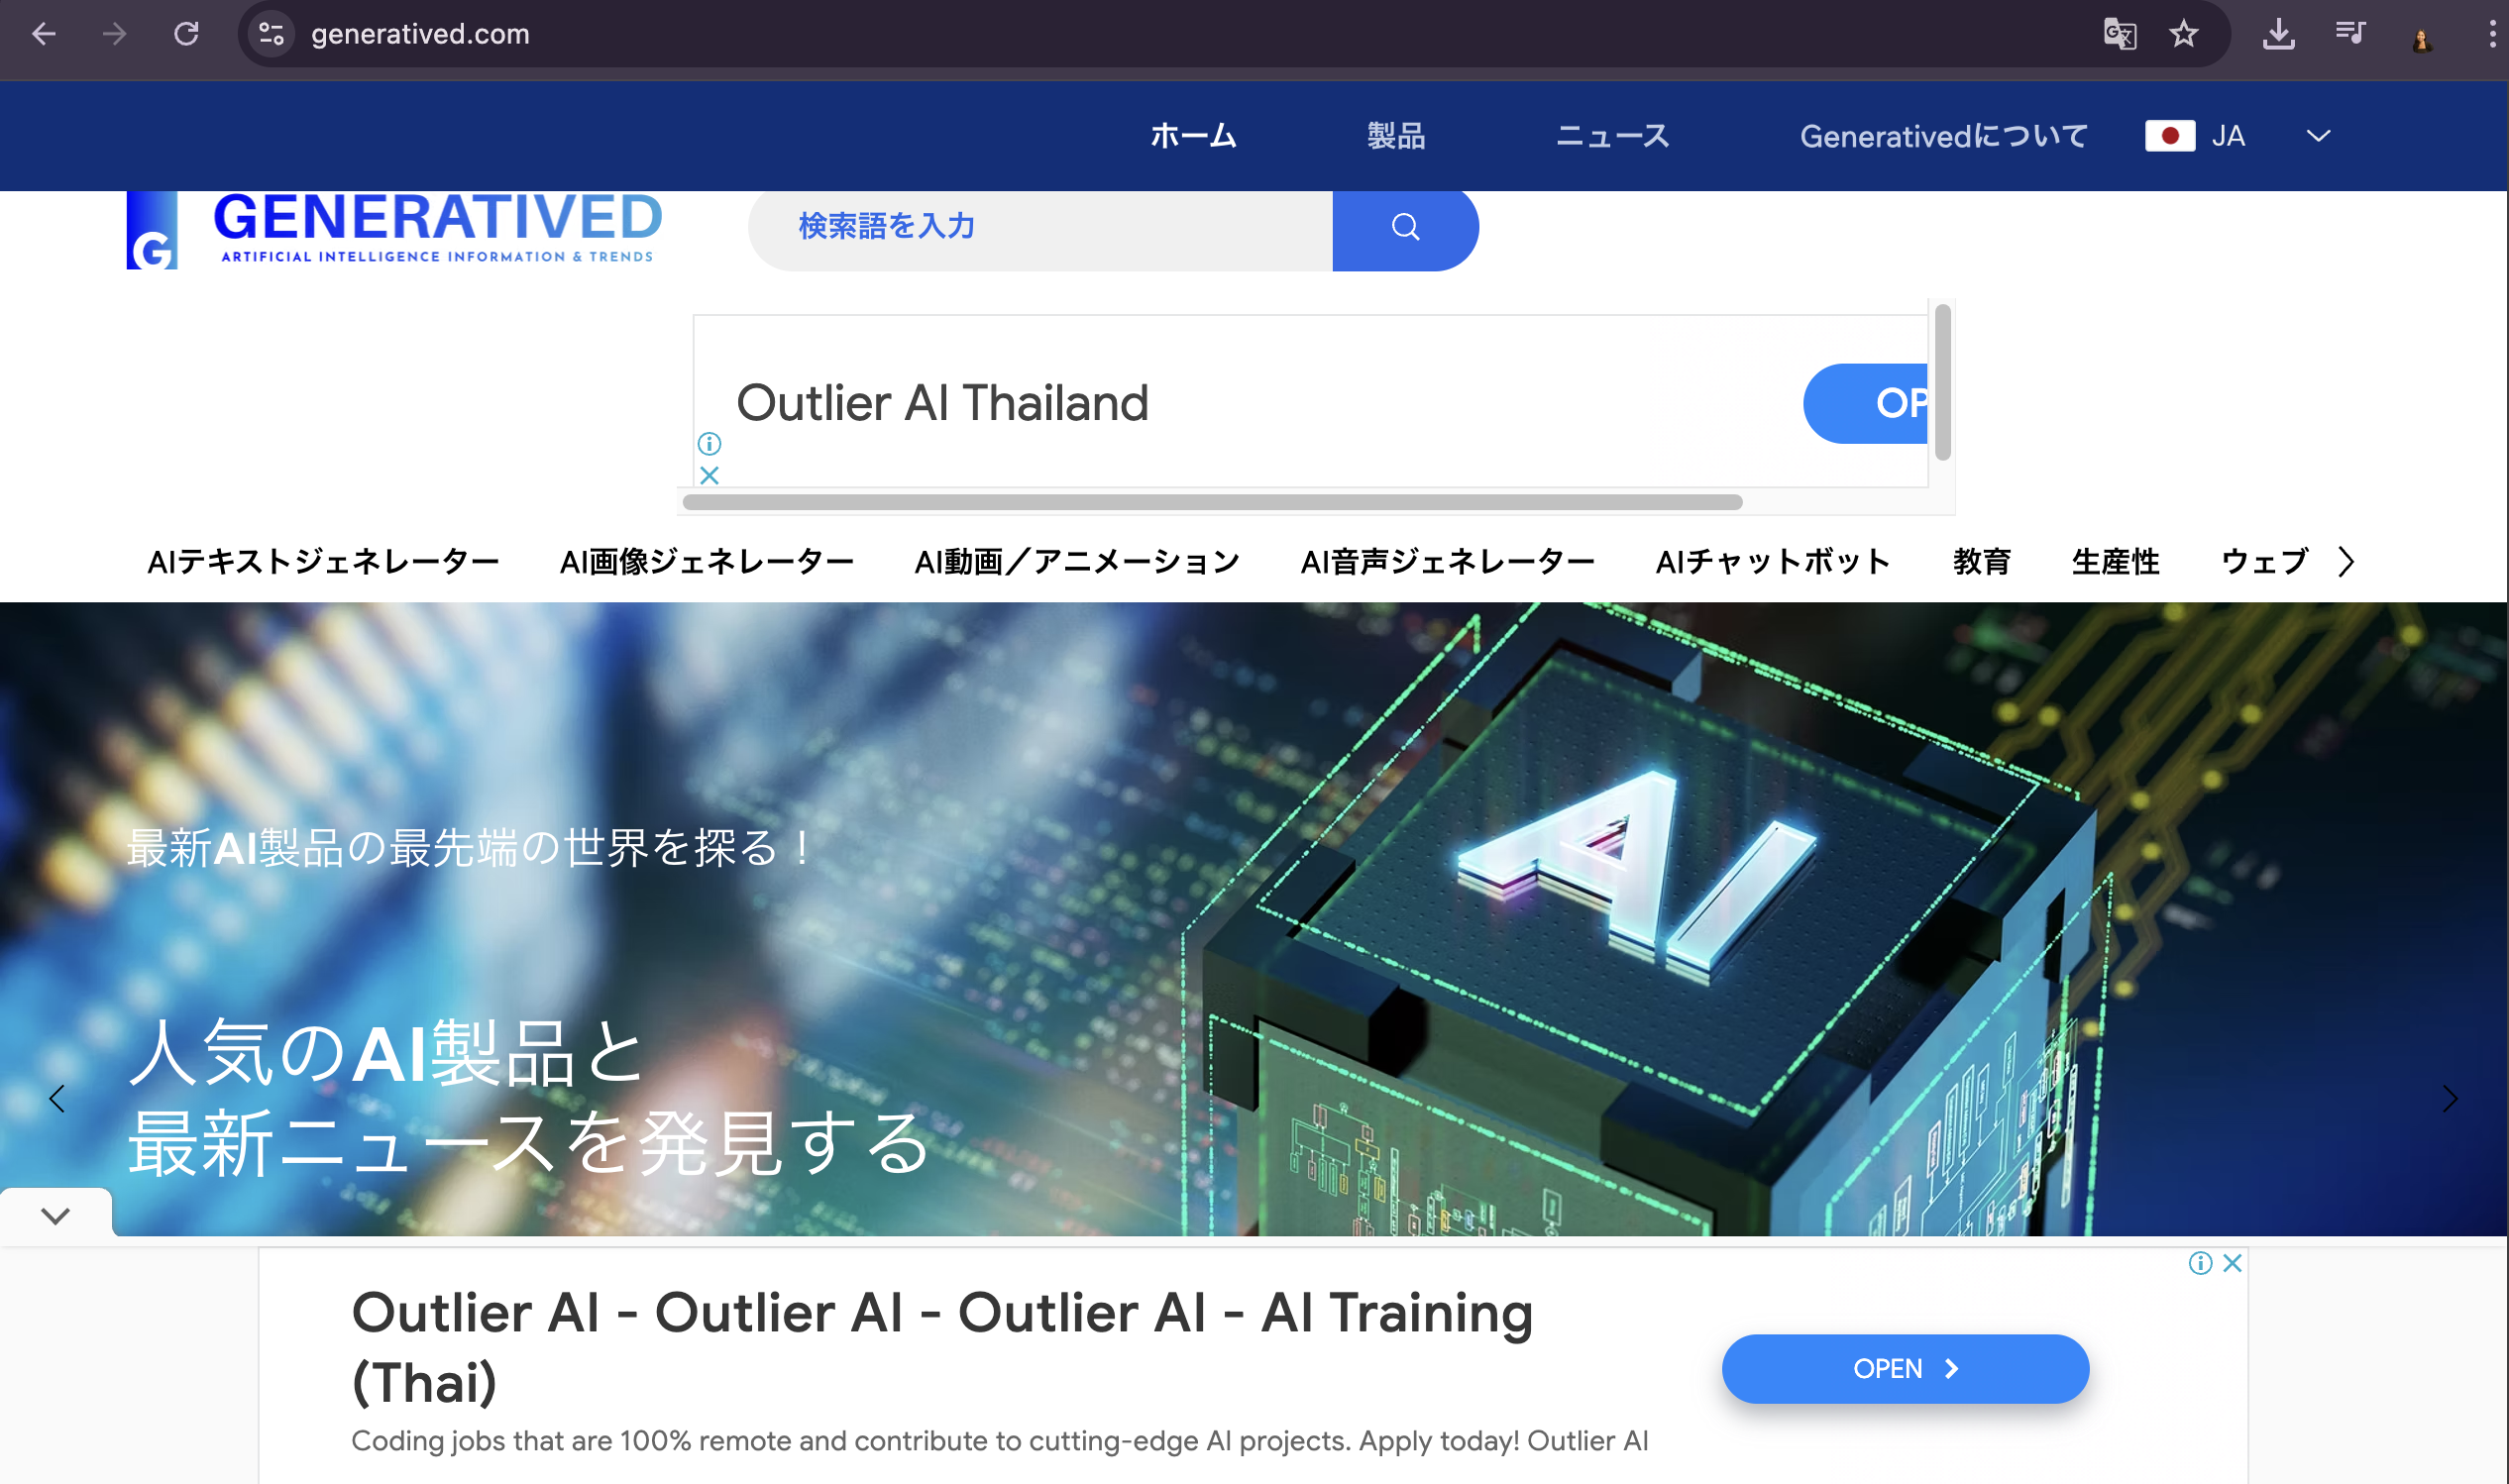 generatived.com
ホーム 製品 ニュース Generativedについて JA
G GENERATIVED
ARTIFICIAL INTELLIGENCE INFORMATION & TRENDS
検索語を入力
Outlier AI Thailand
OP
AIテキストジェネレーター AI画像ジェネレーター AI動画／アニメーション AI音声ジェネレーター AIチャットボット 教育 生産性 ウェブ
AI
最新AI製品の最先端の世界を探る！
人気のAI製品と
最新ニュースを発見する
Outlier AI - Outlier AI - Outlier AI - AI Training
(Thai)
OPEN
Coding jobs that are 100% remote and contribute to cutting-edge AI projects. Apply today! Outlier AI